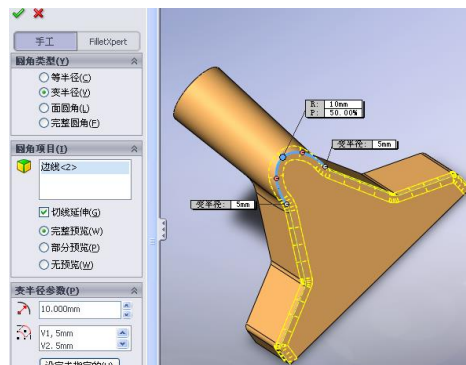 手工
FilletXpert
圆角类型(Y)
等半径(C)
变半径(V)
面圆角(L)
完整圆角(F)
圆角项目(I)
边线<2>
切线延伸(G)
完整预览(W)
部分预览(P)
无预览(W)
变半径参数(P)
10.000mm
V1, 5mm
V2, 5mm
R: 10mm
P: 50.00%
变半径: 5mm
变半径: 5mm